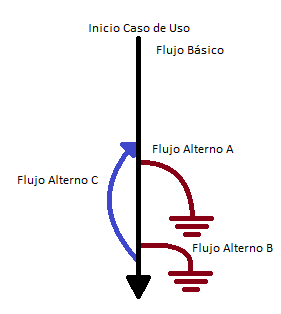 Inicio Caso de Uso
Flujo Básico
Flujo Alterno A
Flujo Alterno C
Flujo Alterno B